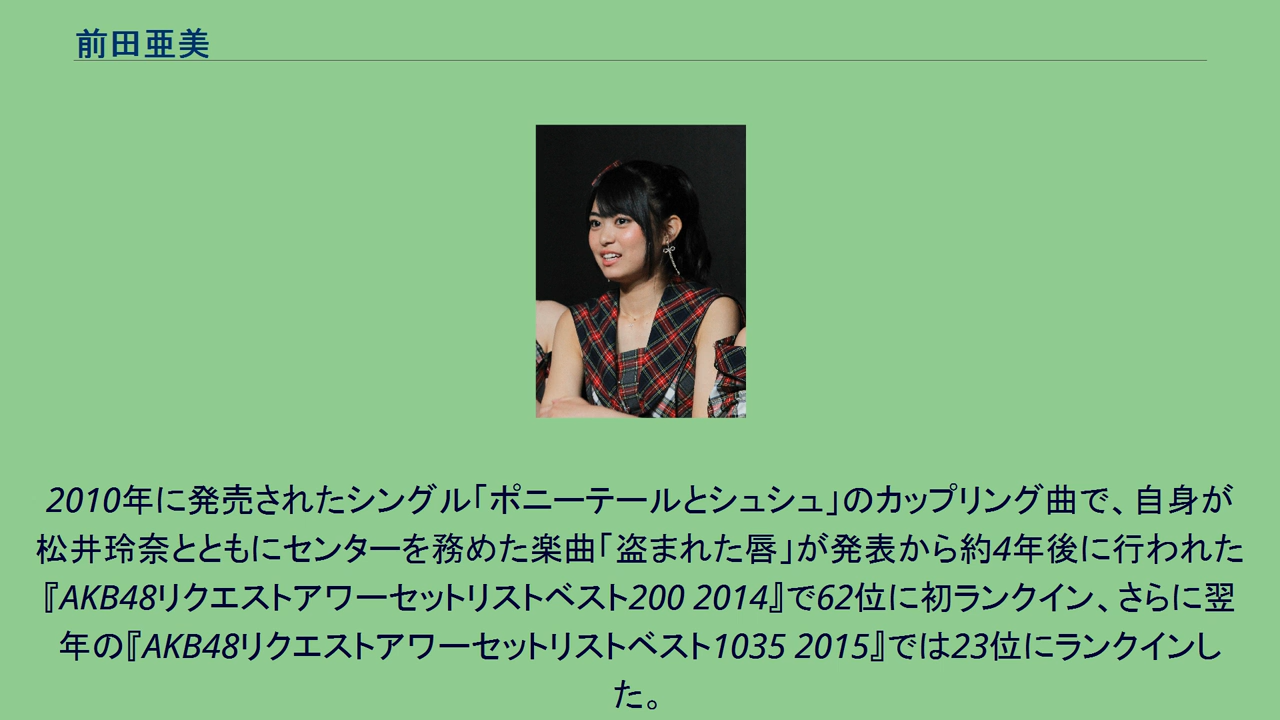 前田亜美
2010年に発売されたシングル「ポニーテールとシュシュ」のカップリング曲で、自身が
松井玲奈とともにセンターを務めた楽曲「盗まれた唇」が発表から約4年後に行われた
『AKB48リクエストアワーセットリストベスト200 2014』で62位に初ランクイン、さらに翌
年の『AKB48リクエストアワーセットリストベスト1035 2015』では23位にランクインし
た。